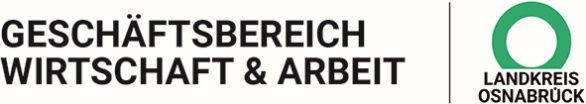 GESCHÄFTSBEREICH
WIRTSCHAFT & ARBEIT
LANDKREIS
OSNABRÜCK